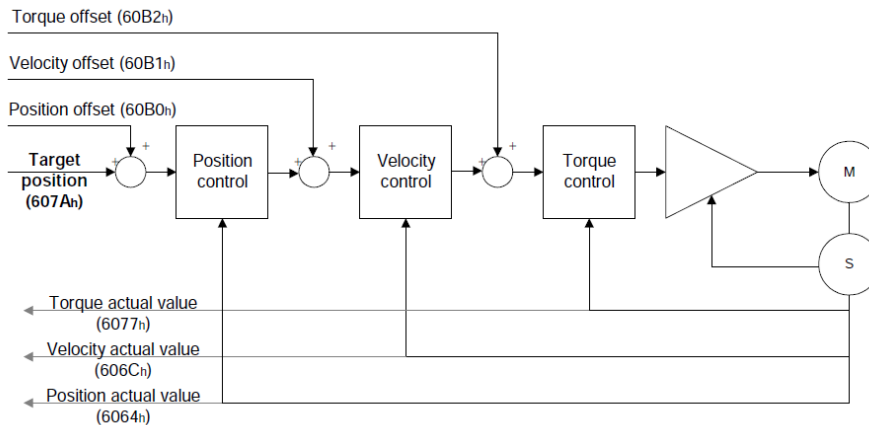 Torque offset (60B2h)
Velocity offset (60B1h)
Position offset (60B0h)
+
+
+
+
+
+
Target
position
(607Ah)
Position
control
Velocity
control
Torque
control
M
S
Torque actual value
(6077h)
Velocity actual value
(606Ch)
Position actual value
(6064h)